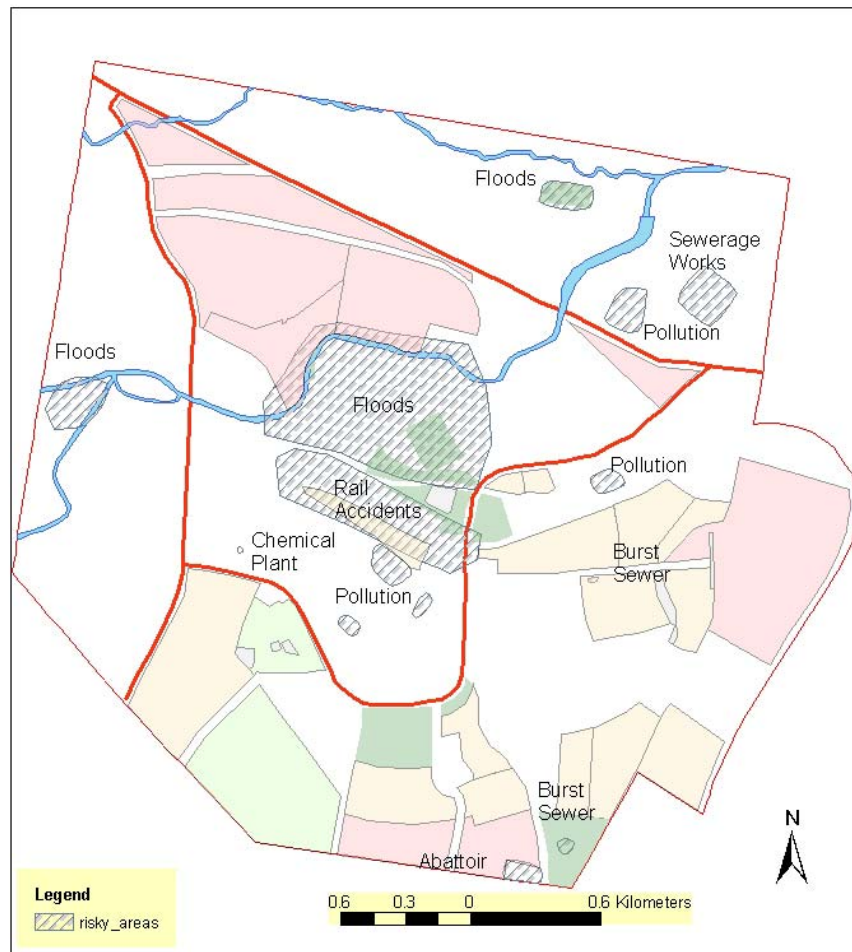 Floods
Sewerage
Works
Pollution
Floods
Floods
Pollution
Rail
Accidents
Chemical
Plant
Burst
Sewer
Pollution
Burst
Sewer
Abattoir
N
Legend
risky_areas
0.6 0.3 0 0.6 Kilometers